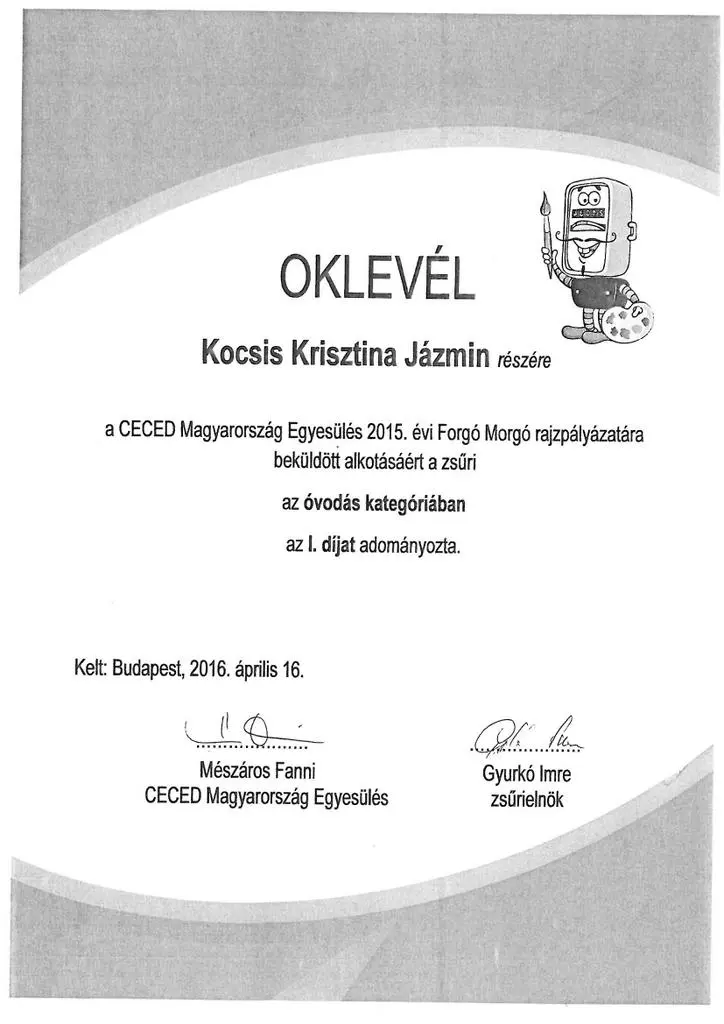 OKLEVÉL
Kocsis Krisztina Jázmin részére
a CECED Magyarország Egyesülés 2015. évi Forgó Morgó rajzpályázatára
beküldött alkotásáért a zsűri
az óvodás kategóriában
az I. díjat adományozta.
Kelt: Budapest, 2016. április 16.
Mészáros Fanni
CECED Magyarország Egyesülés
Gyurkó Imre
zsűrielnök